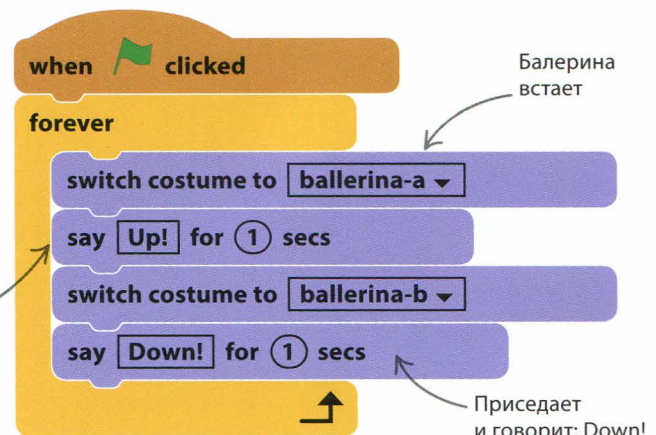 when clicked
Балерина
встает
forever
switch costume to ballerina-a
say Up! for 1 secs
switch costume to ballerina-b
say Down! for 1 secs
Приседает
и говорит: Down!